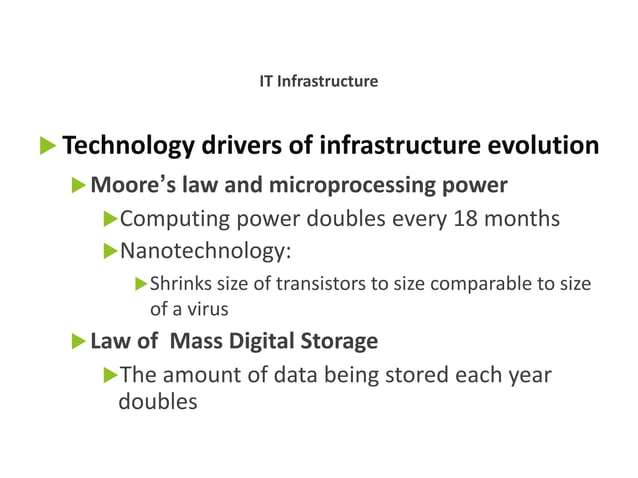 IT Infrastructure
Technology drivers of infrastructure evolution
Moore’s law and microprocessing power
Computing power doubles every 18 months
Nanotechnology:
Shrinks size of transistors to size comparable to size
of a virus
Law of  Mass Digital Storage
The amount of data being stored each year
doubles